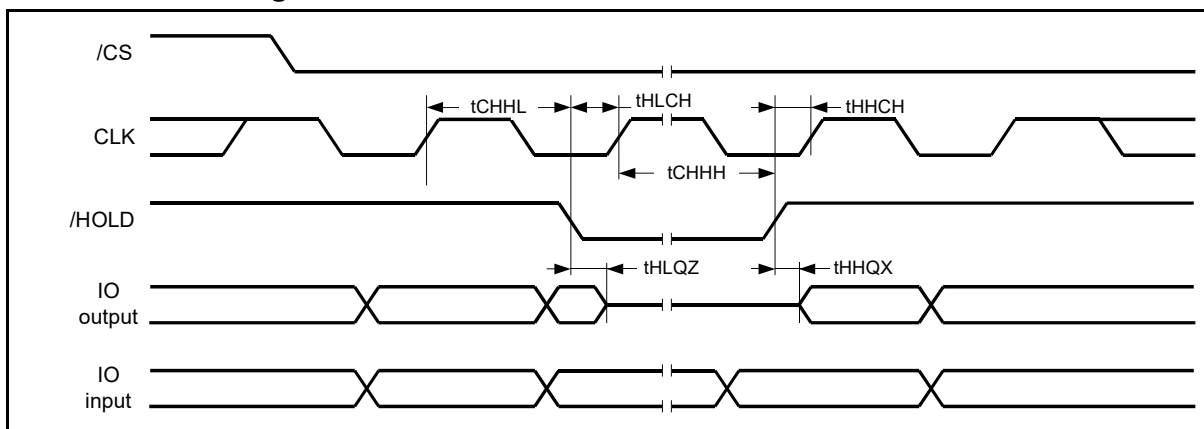 /CS
tCHHL
tHLCH
tHHCH
CLK
tCHHH
/HOLD
tHLQZ
tHHQX
IO
output
IO
input